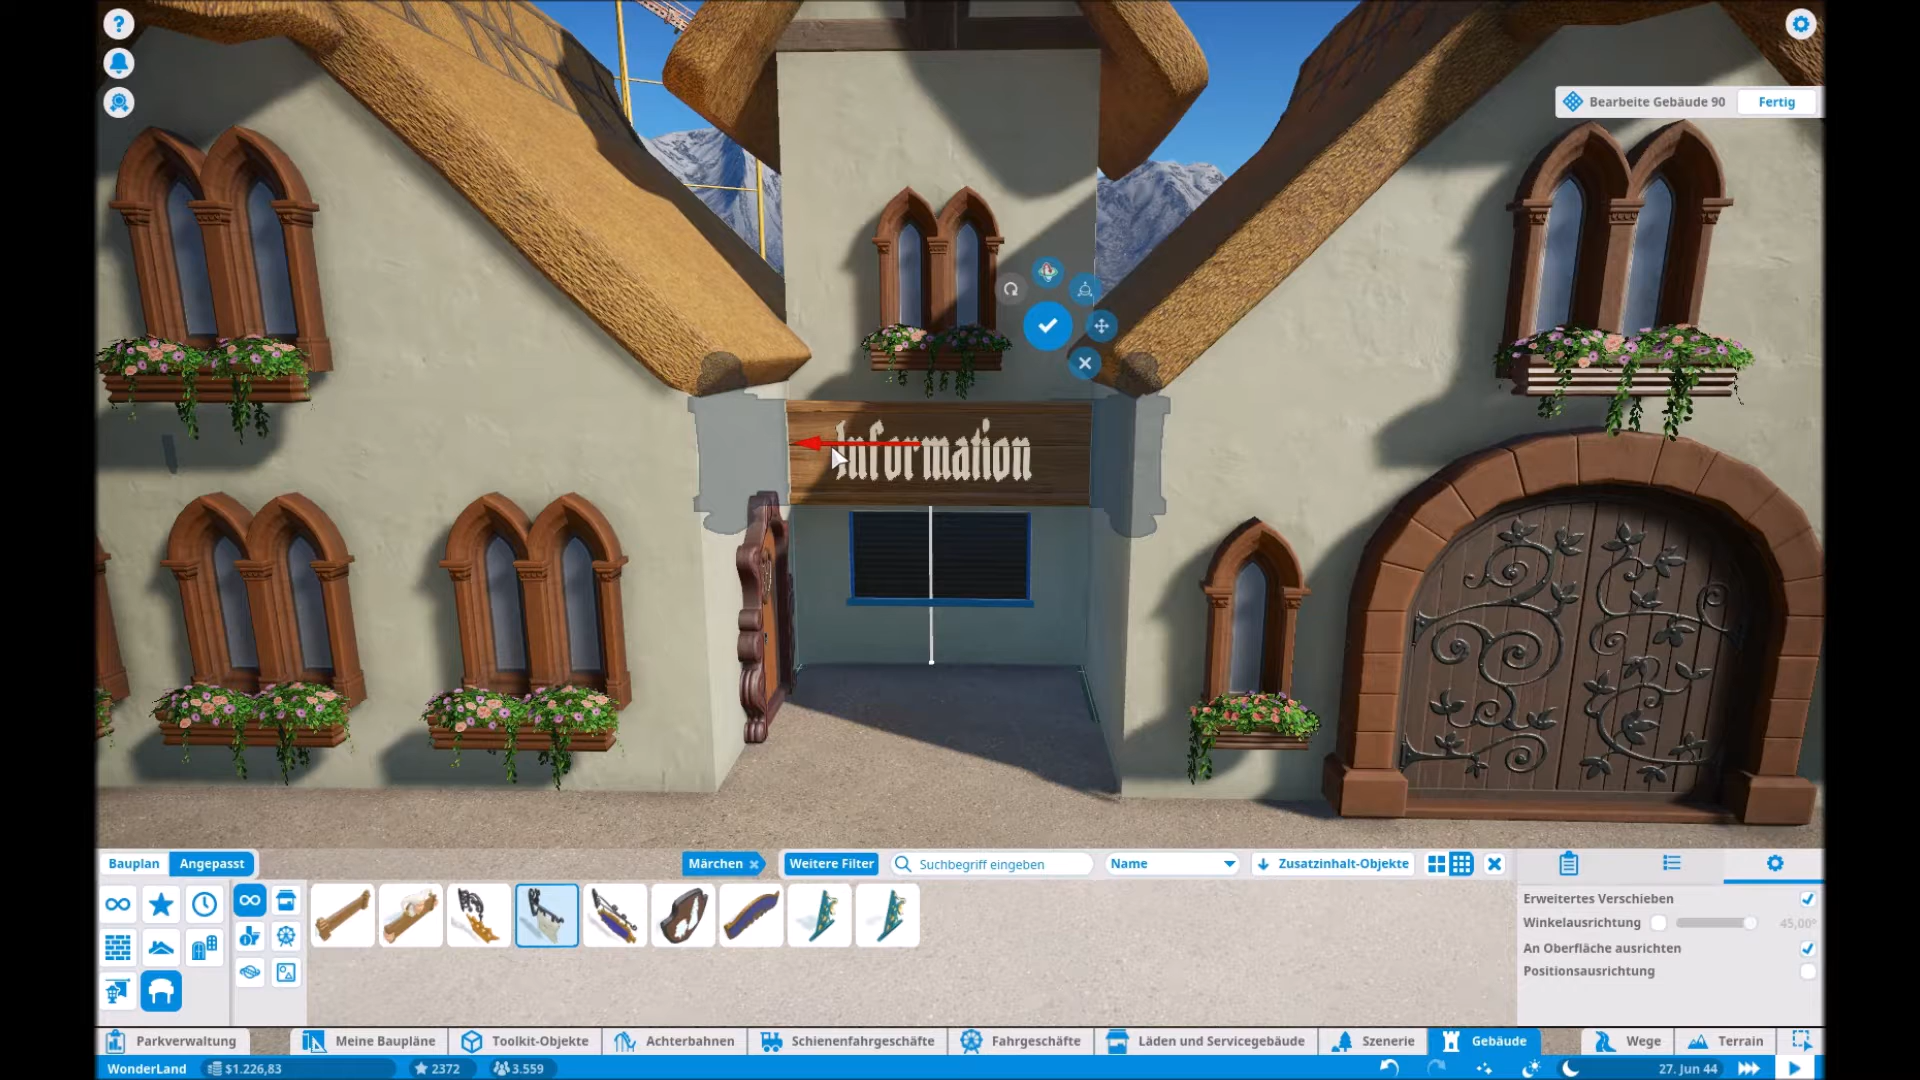 ?
Bearbeite Gebäude 90
Fertig
Information
Bauplan
Angepasst
Märchen
Weitere Filter
Suchbegriff eingeben
Name
Zusatzinhalt-Objekte
Erweitertes Verschieben
Winkelausrichtung
45,00°
An Oberfläche ausrichten
Positionsausrichtung
Parkverwaltung
Meine Baupläne
Toolkit-Objekte
Achterbahnen
Schienenfahrgeschäfte
Fahrgeschäfte
Läden und Servicegebäude
Szenerie
Gebäude
Wege
Terrain
WonderLand
$1.226,83
2372
3.559
27. Jun 44